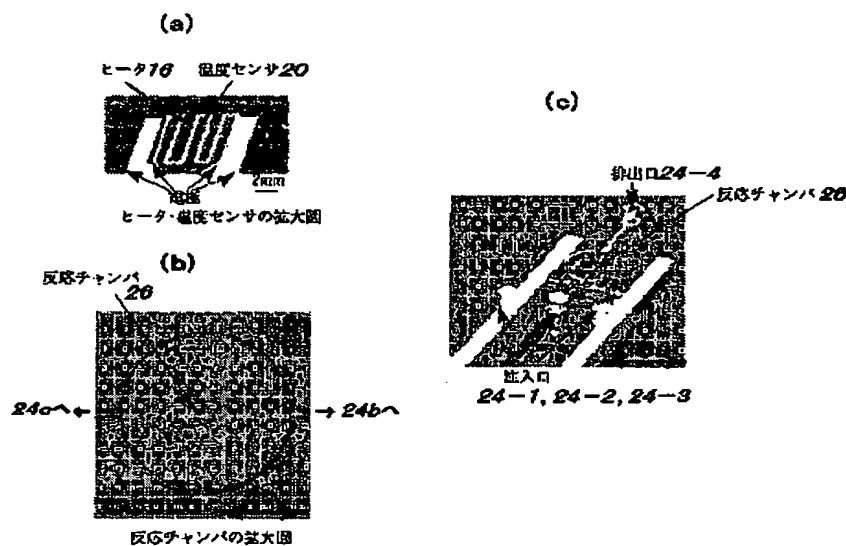 (a)
ヒータ16 温度センサ20
電極
2mm
ヒータ・温度センサの拡大図
(b)
反応チャンバ
26
24aへ← →24bへ
反応チャンバの拡大図
(c)
排出口24-4
反応チャンバ26
注入口
24-1, 24-2, 24-3